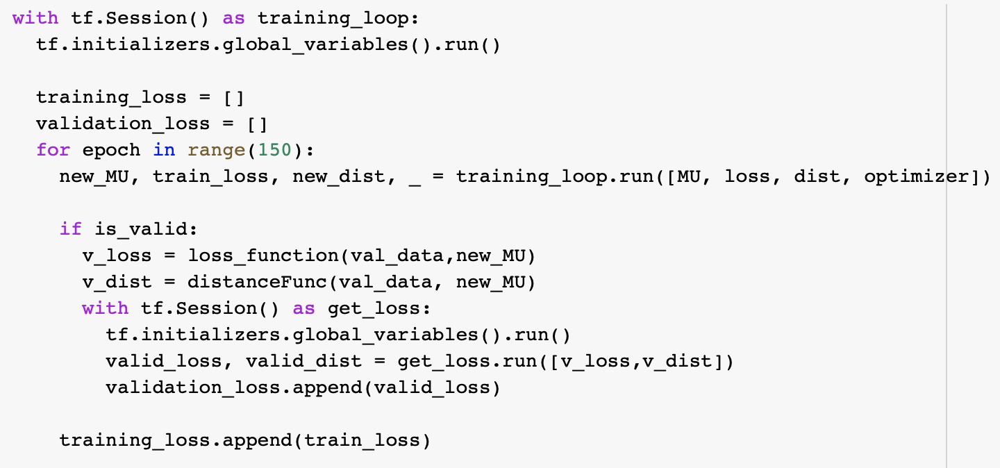 with tf.Session() as training_loop:
  tf.initializers.global_variables().run()

  training_loss = []
  validation_loss = []
  for epoch in range(150):
    new_MU, train_loss, new_dist, _ = training_loop.run([MU, loss, dist, optimizer])

    if is_valid:
      v_loss = loss_function(val_data,new_MU)
      v_dist = distanceFunc(val_data, new_MU)
      with tf.Session() as get_loss:
        tf.initializers.global_variables().run()
        valid_loss, valid_dist = get_loss.run([v_loss,v_dist])
        validation_loss.append(valid_loss)

    training_loss.append(train_loss)